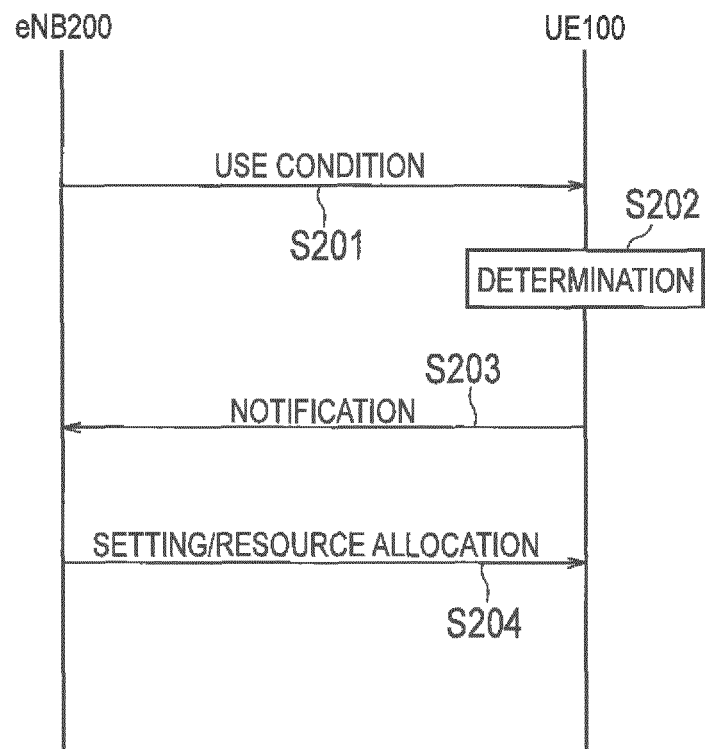 eNB200
UE100
USE CONDITION
S201
S202
DETERMINATION
S203
NOTIFICATION
SETTING/RESOURCE ALLOCATION
S204